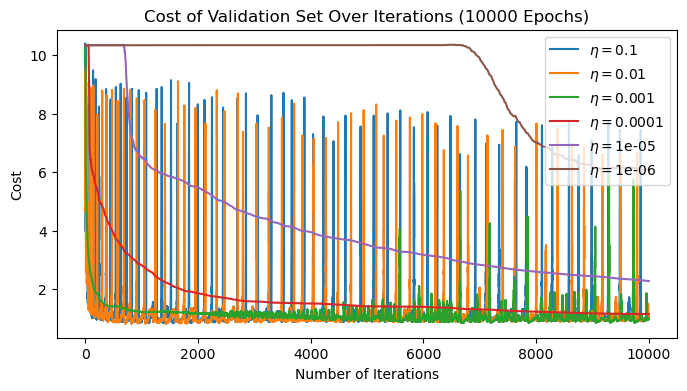 Cost of Validation Set Over Iterations (10000 Epochs)
10
8
6
4
2
Cost
η = 0.1
η = 0.01
η = 0.001
η = 0.0001
η = 1e-05
η = 1e-06
0
2000
4000
6000
8000
10000
Number of Iterations